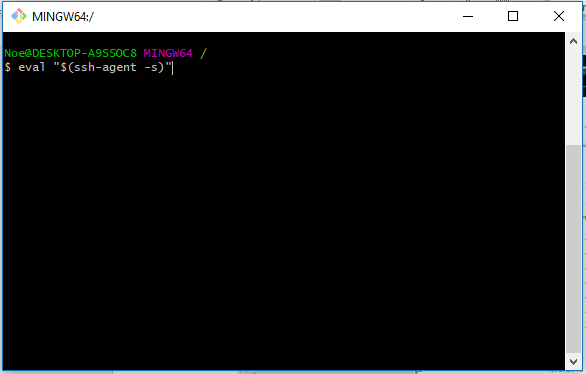 MINGW64:/
Noe@DESKTOP-A9SSOC8 MINGW64 /
$ eval "$(ssh-agent -s)"